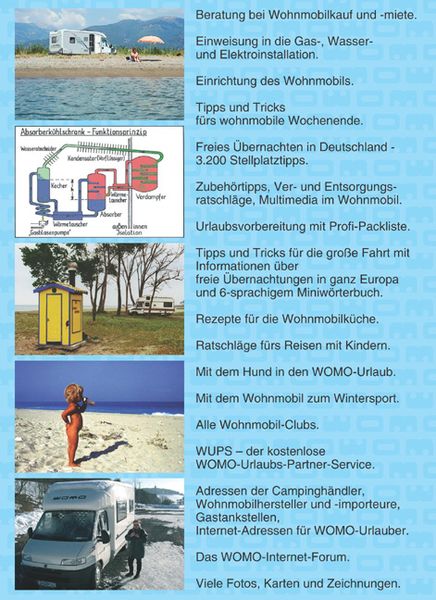 Beratung bei Wohnmobilkauf und -miete.
Einweisung in die Gas-, Wasser-
und Elektroinstallation.
Einrichtung des Wohnmobils.
Tipps und Tricks
fürs wohnmobile Wochenende.
Absorberkühlschrank - Funktionsprinzip
Wasserabscheider
Kondensator (Verflüssiger)
Kocher
Wärme
tauscher
Verdampfer
Absorber
Wärmetauscher
"Gasblasenpumpe"
außen innen
Isolation
Freies Übernachten in Deutschland -
3.200 Stellplatztipps.
Zubehörtipps, Ver- und Entsorgungs-
ratschläge, Multimedia im Wohnmobil.
Urlaubsvorbereitung mit Profi-Packliste.
Tipps und Tricks für die große Fahrt mit
Informationen über
freie Übernachtungen in ganz Europa
und 6-sprachigem Miniwörterbuch.
Rezepte für die Wohnmobilküche.
Ratschläge fürs Reisen mit Kindern.
Mit dem Hund in den WOMO-Urlaub.
Mit dem Wohnmobil zum Wintersport.
Alle Wohnmobil-Clubs.
WUPS – der kostenlose
WOMO-Urlaubs-Partner-Service.
WOMO
Adressen der Campinghändler,
Wohnmobilhersteller und -importeure,
Gastankstellen,
Internet-Adressen für WOMO-Urlauber.
Das WOMO-Internet-Forum.
Viele Fotos, Karten und Zeichnungen.